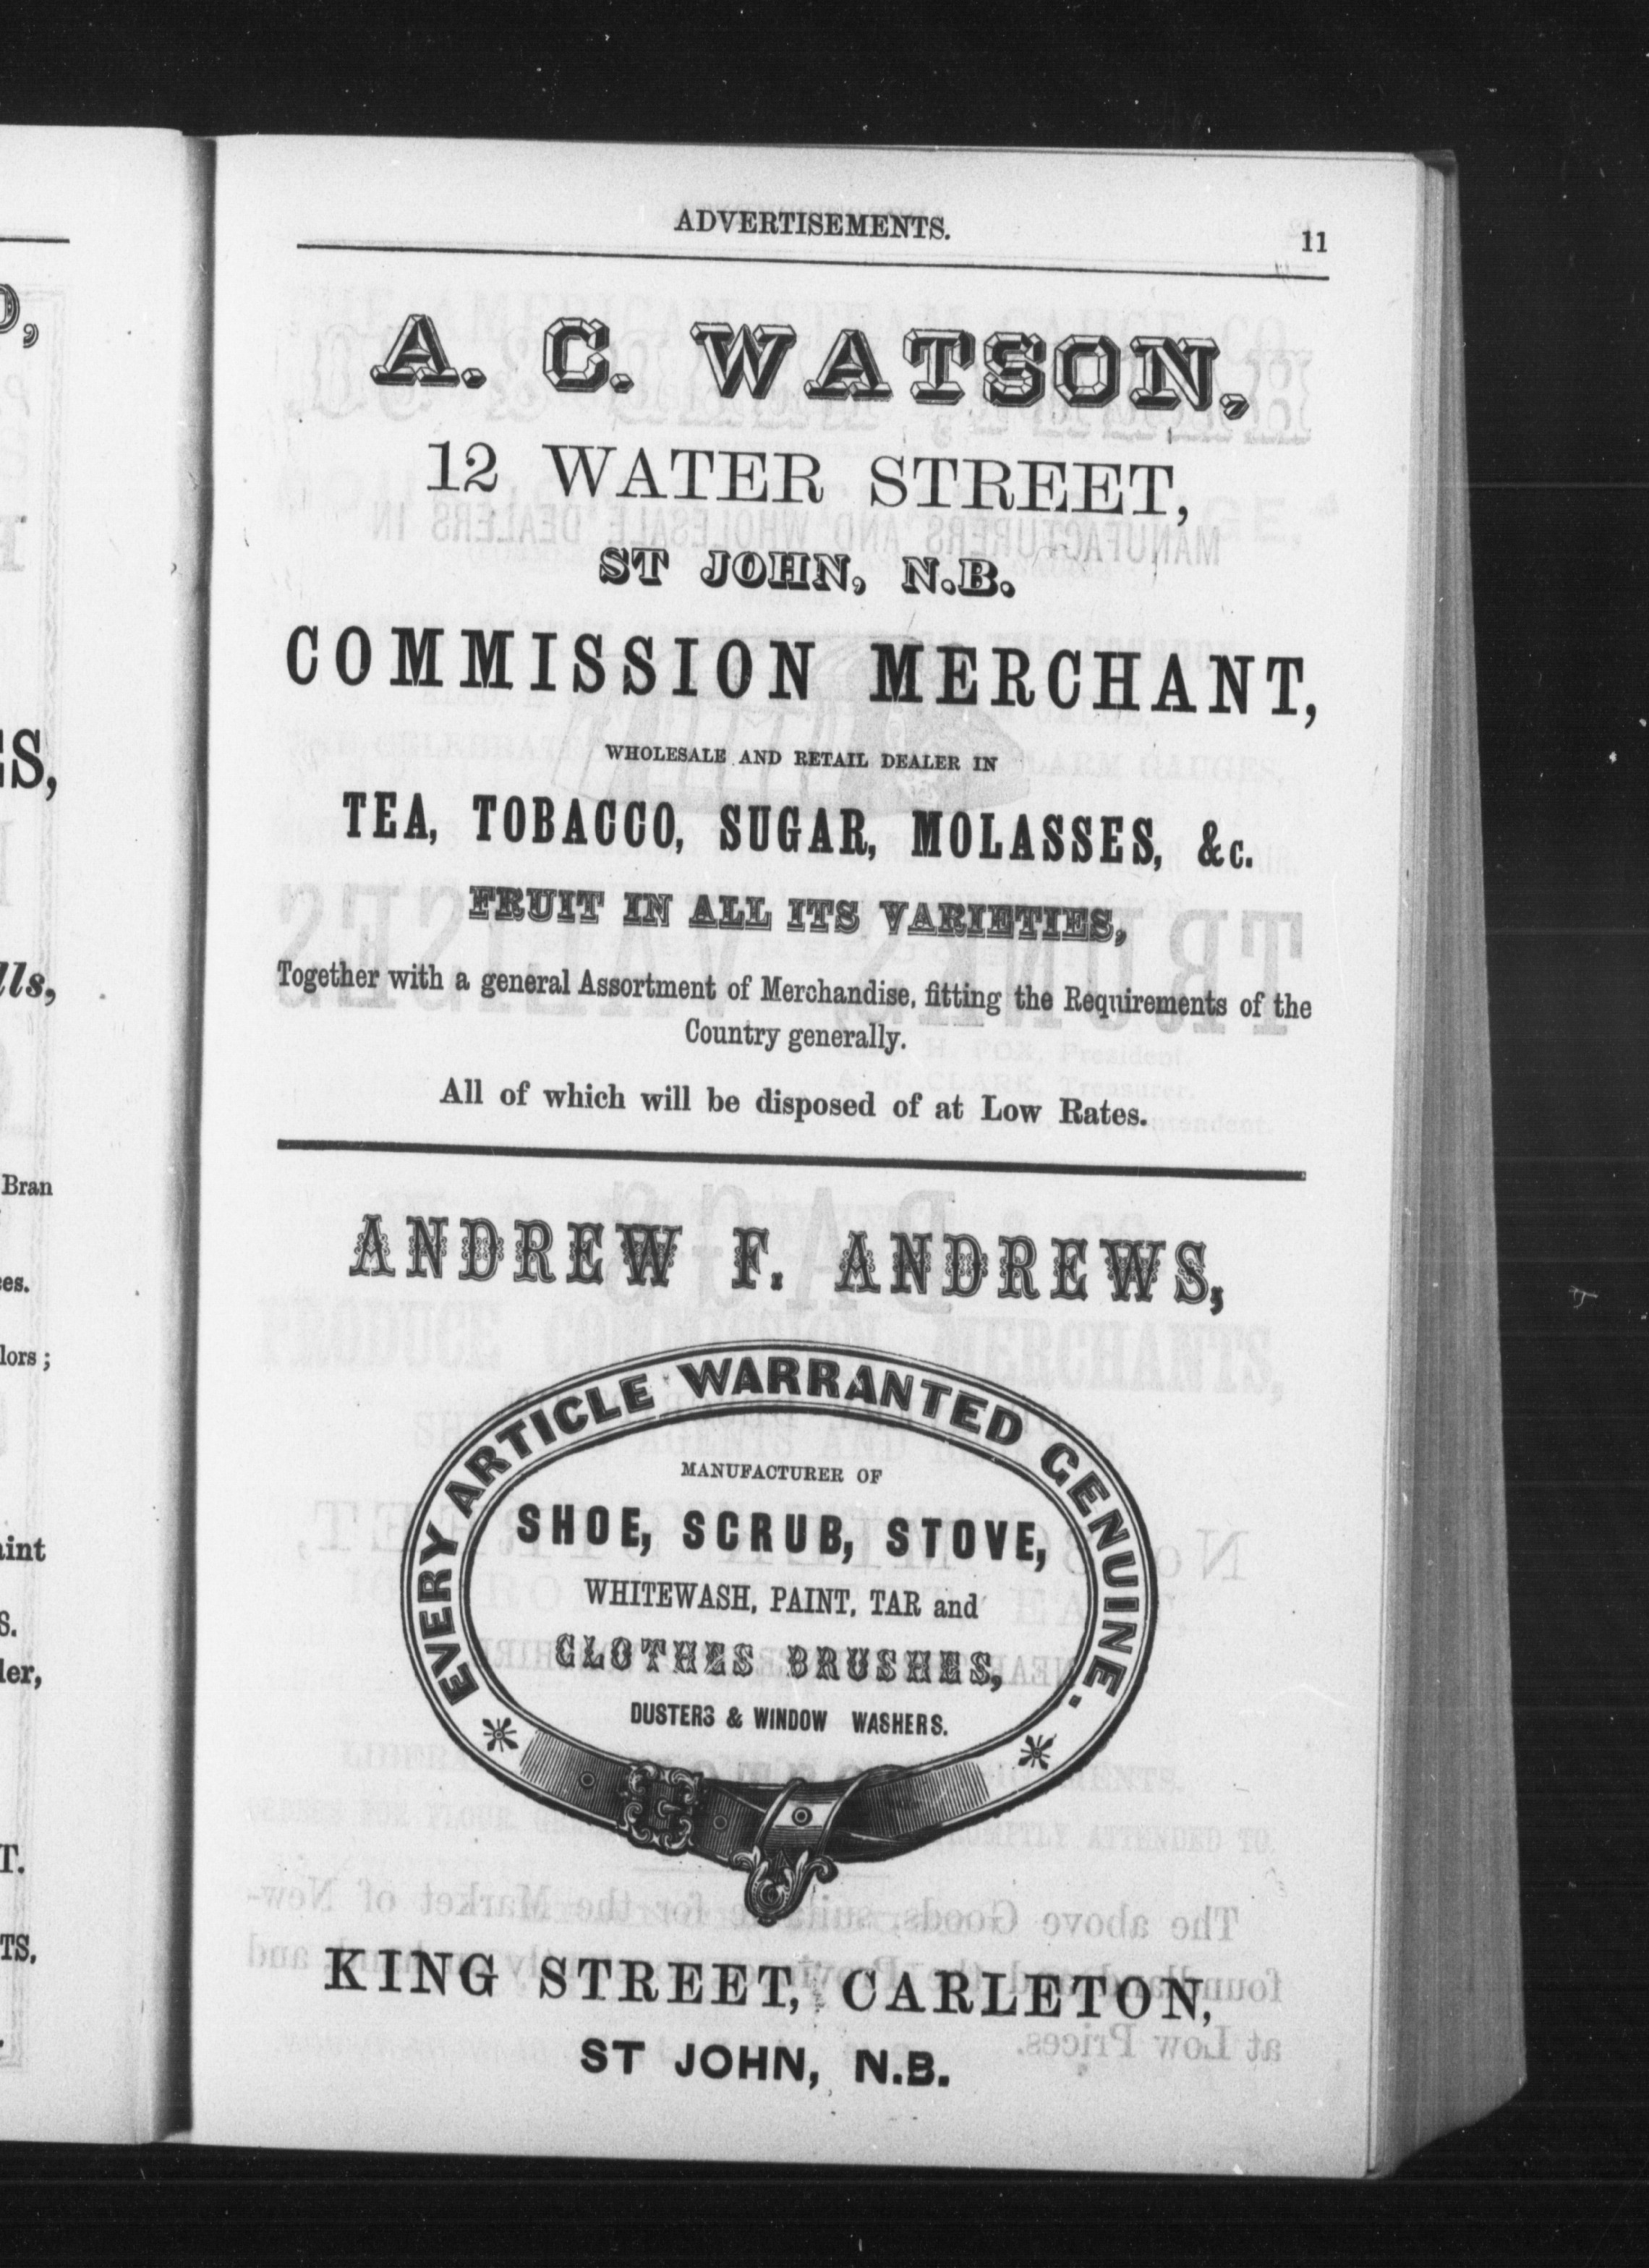 ADVERTISEMENTS.
11
A. C. WATSON,
12 WATER STREET,
ST JOHN, N.B.
COMMISSION MERCHANT,
WHOLESALE AND RETAIL DEALER IN
TEA, TOBACCO, SUGAR, MOLASSES, &c.
FRUIT IN ALL ITS VARIETIES,
Together with a general Assortment of Merchandise, fitting the Requirements of the
Country generally.
All of which will be disposed of at Low Rates.
ANDREW F. ANDREWS,
EVERY ARTICLE WARRANTED GENUINE.
MANUFACTURER OF
SHOE, SCRUB, STOVE,
WHITEWASH, PAINT, TAR and
CLOTHES BRUSHES,
DUSTERS & WINDOW WASHERS.
KING STREET, CARLETON,
ST JOHN, N.B.
Bran